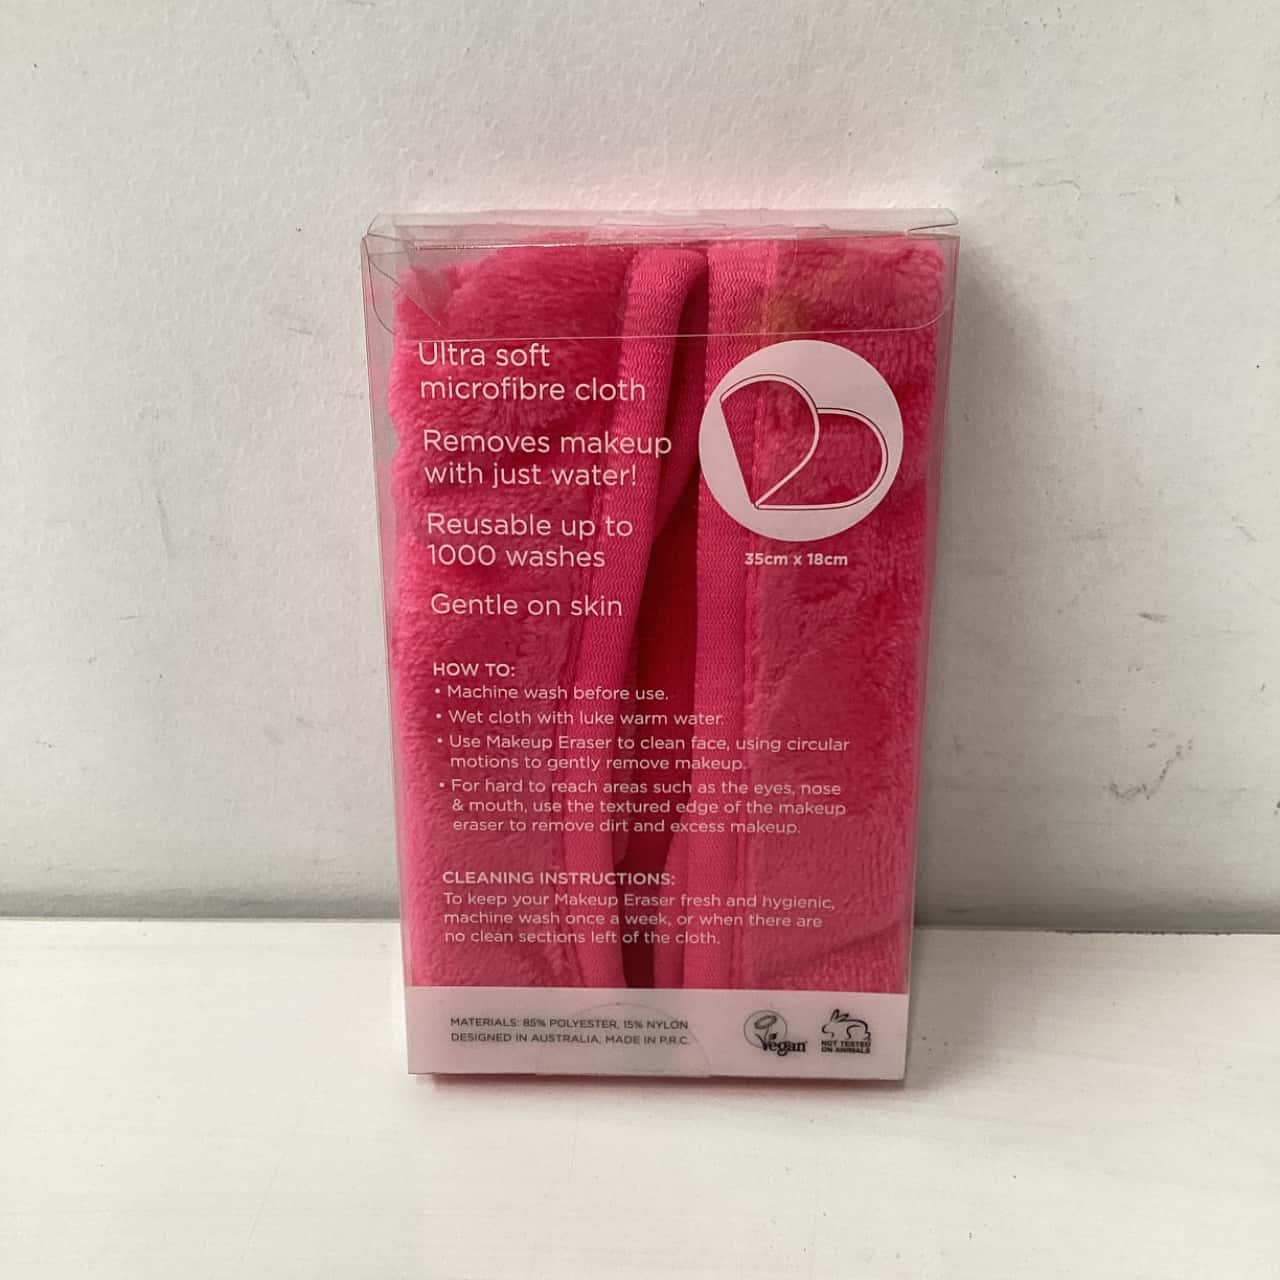 Ultra soft
microfibre cloth
Removes makeup
with just water!
Reusable up to
1000 washes
Gentle on skin
35cm x 18cm
HOW TO:
• Machine wash before use.
• Wet cloth with luke warm water.
• Use Makeup Eraser to clean face, using circular
motions to gently remove makeup.
• For hard to reach areas such as the eyes, nose
& mouth, use the textured edge of the makeup
eraser to remove dirt and excess makeup.
CLEANING INSTRUCTIONS:
To keep your Makeup Eraser fresh and hygienic,
machine wash once a week, or when there are
no clean sections left of the cloth.
MATERIALS: 85% POLYESTER, 15% NYLON
DESIGNED IN AUSTRALIA. MADE IN P.R.C.
Vegan
NOT TESTED
ON ANIMALS